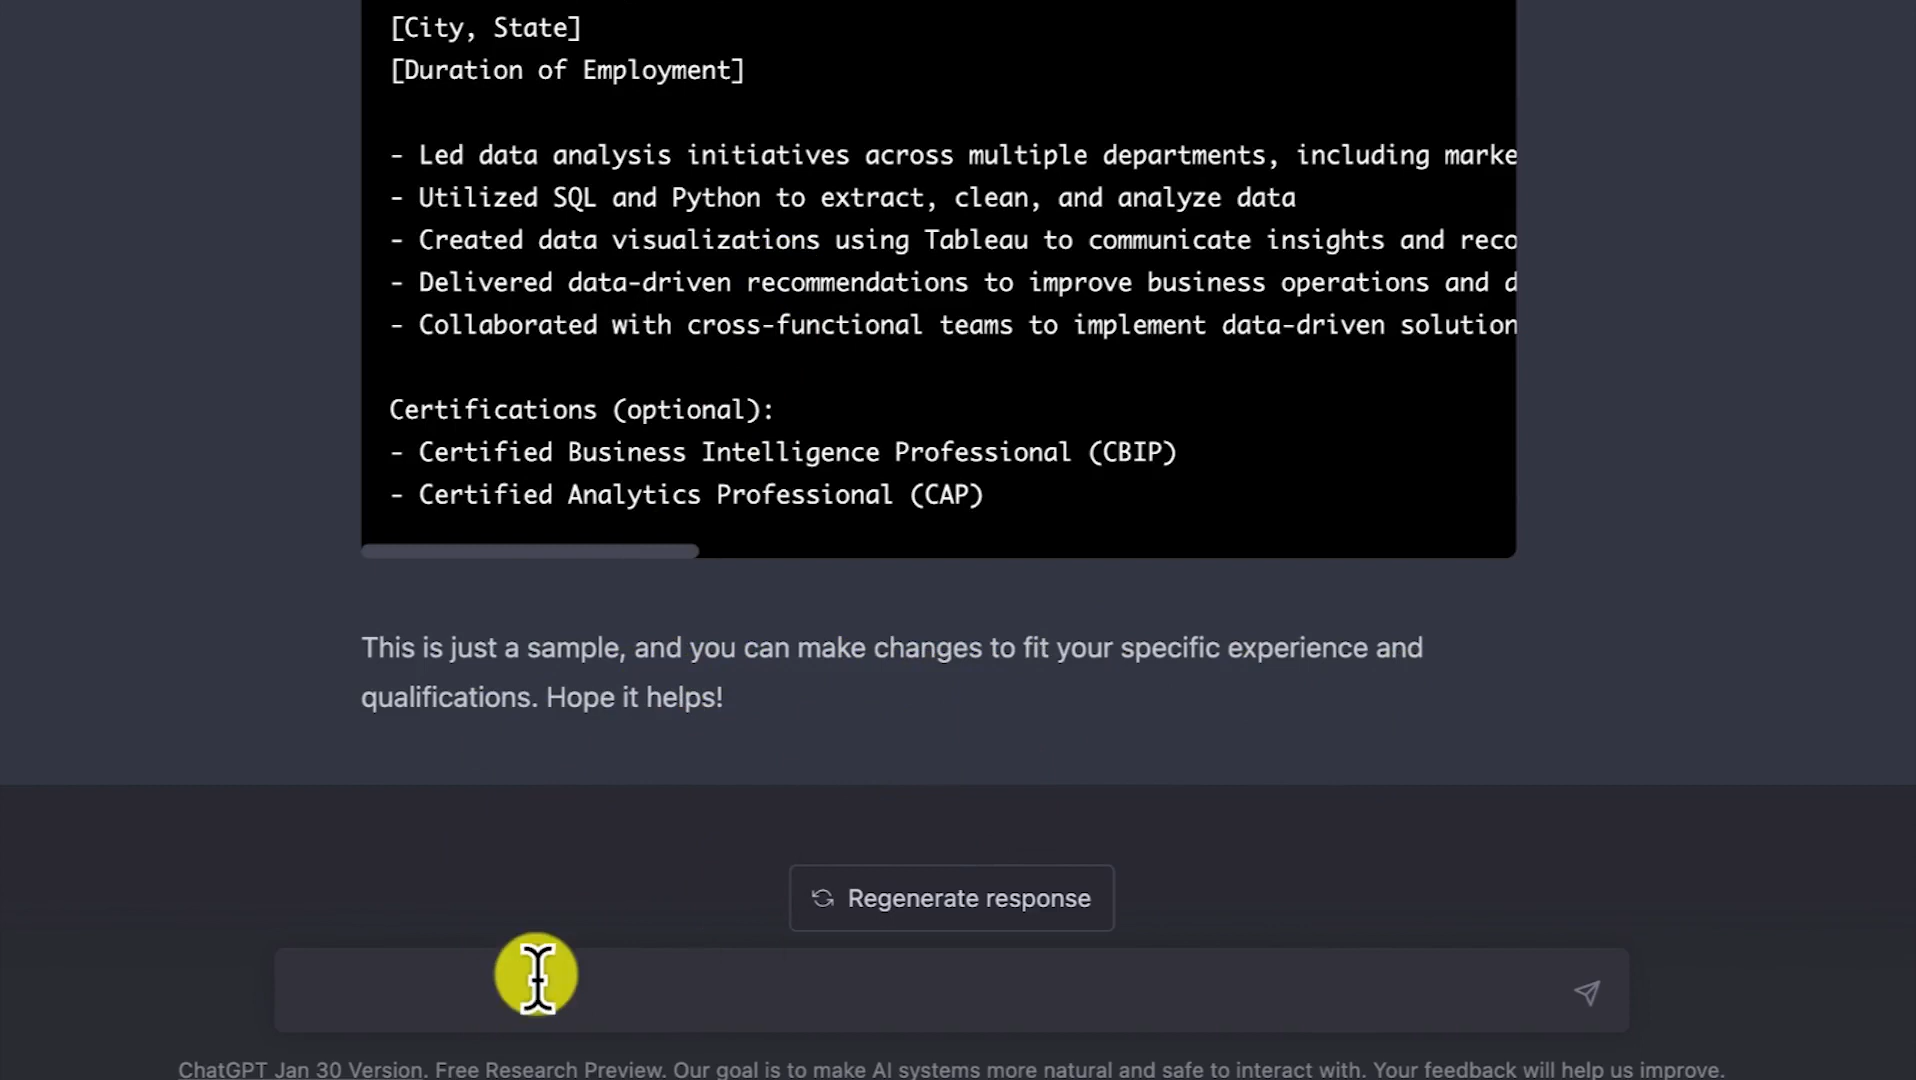 [City, State]
[Duration of Employment]
- Led data analysis initiatives across multiple departments, including marke
- Utilized SQL and Python to extract, clean, and analyze data
- Created data visualizations using Tableau to communicate insights and reco
- Delivered data-driven recommendations to improve business operations and d
- Collaborated with cross-functional teams to implement data-driven solution
Certifications (optional):
- Certified Business Intelligence Professional (CBIP)
- Certified Analytics Professional (CAP)
This is just a sample, and you can make changes to fit your specific experience and
qualifications. Hope it helps!
Regenerate response
ChatGPT Jan 30 Version. Free Research Preview. Our goal is to make AI systems more natural and safe to interact with. Your feedback will help us improve.